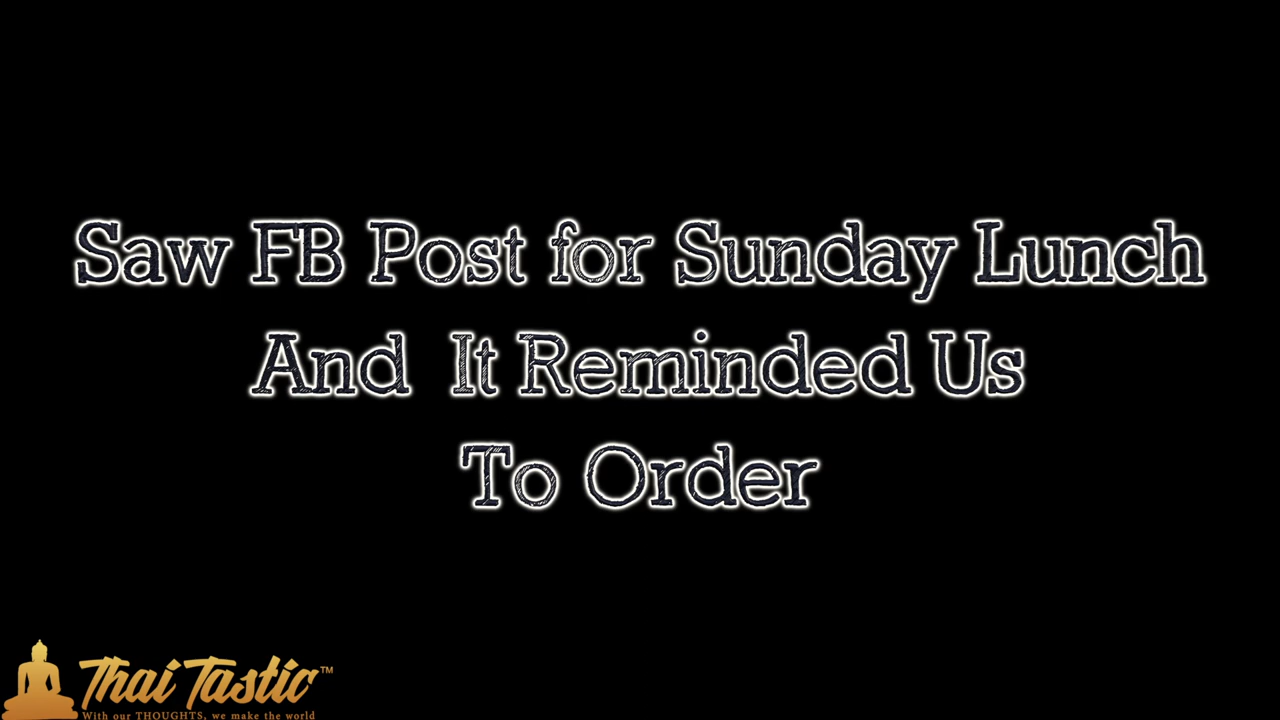 Saw FB Post for Sunday Lunch
And It Reminded Us
To Order
Thai Tastic™
With our THOUGHTS, we make the world